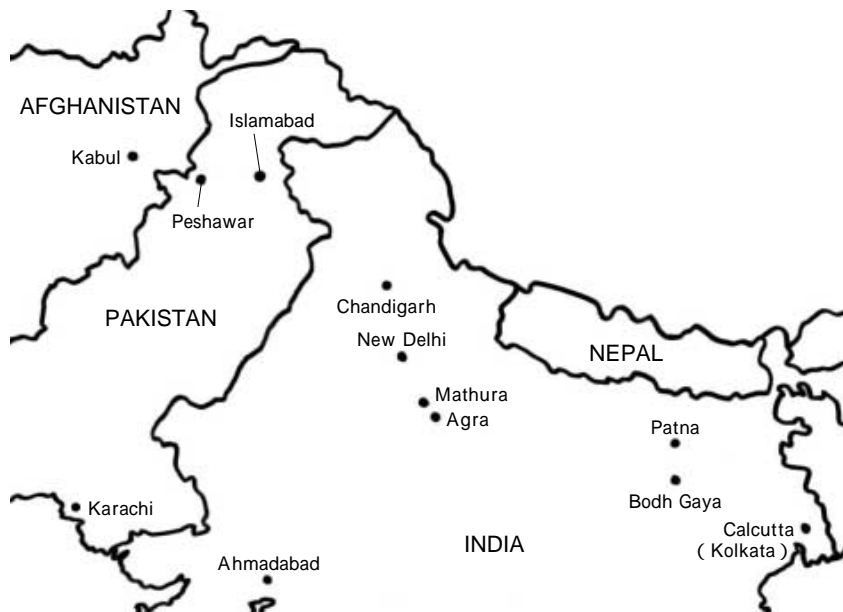 AFGHANISTAN
Islamabad
Kabul
Peshawar
Chandigarh
PAKISTAN
New Delhi
NEPAL
Mathura
Agra
Patna
Bodh Gaya
Karachi
Calcutta
( Kolkata )
INDIA
Ahmadabad